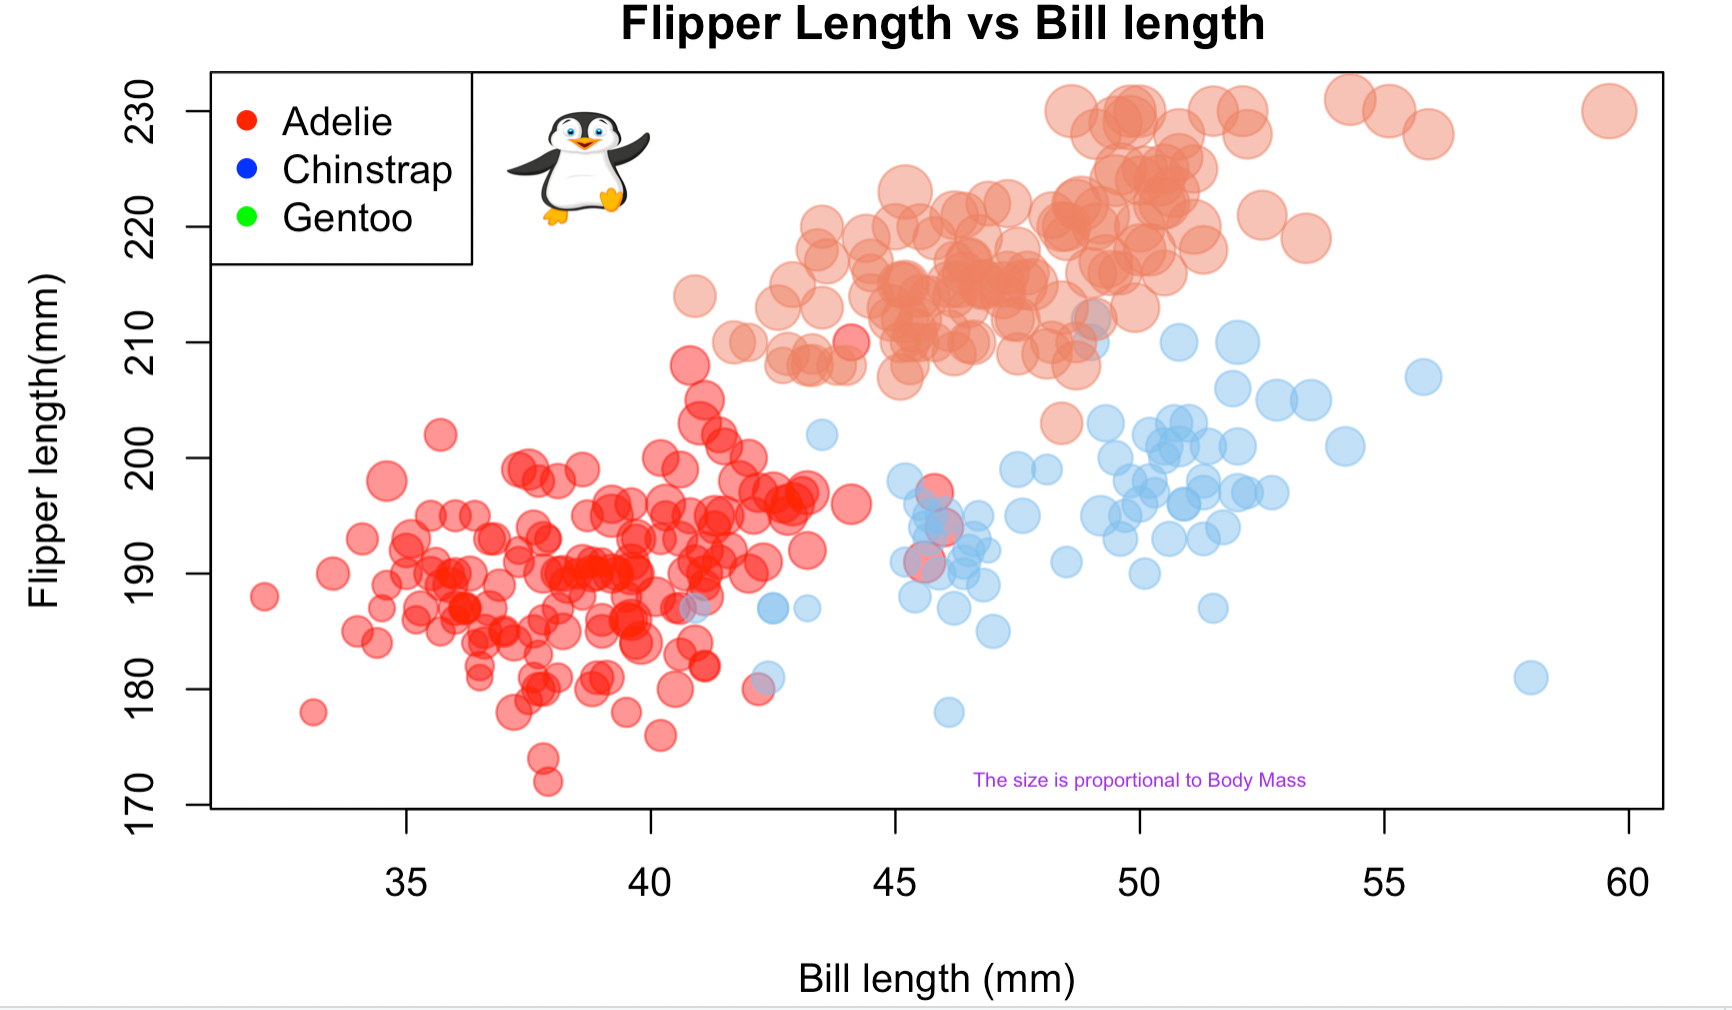 Flipper Length vs Bill length
Adelie
Chinstrap
Gentoo
Flipper length(mm)
230
220
210
200
190
180
170
The size is proportional to Body Mass
35 40 45 50 55 60
Bill length (mm)